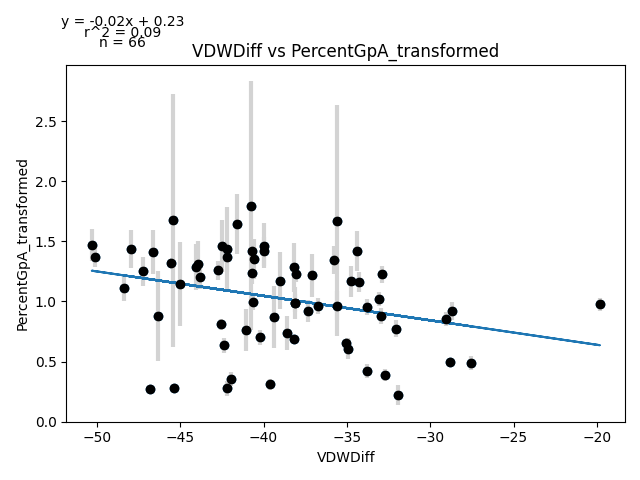 y = -0.02x + 0.23
r^2 = 0.09
n = 66
VDWDiff vs PercentGpA_transformed
PercentGpA_transformed
2.5
2.0
1.5
1.0
0.5
0.0
−50
−45
−40
−35
−30
−25
−20
VDWDiff